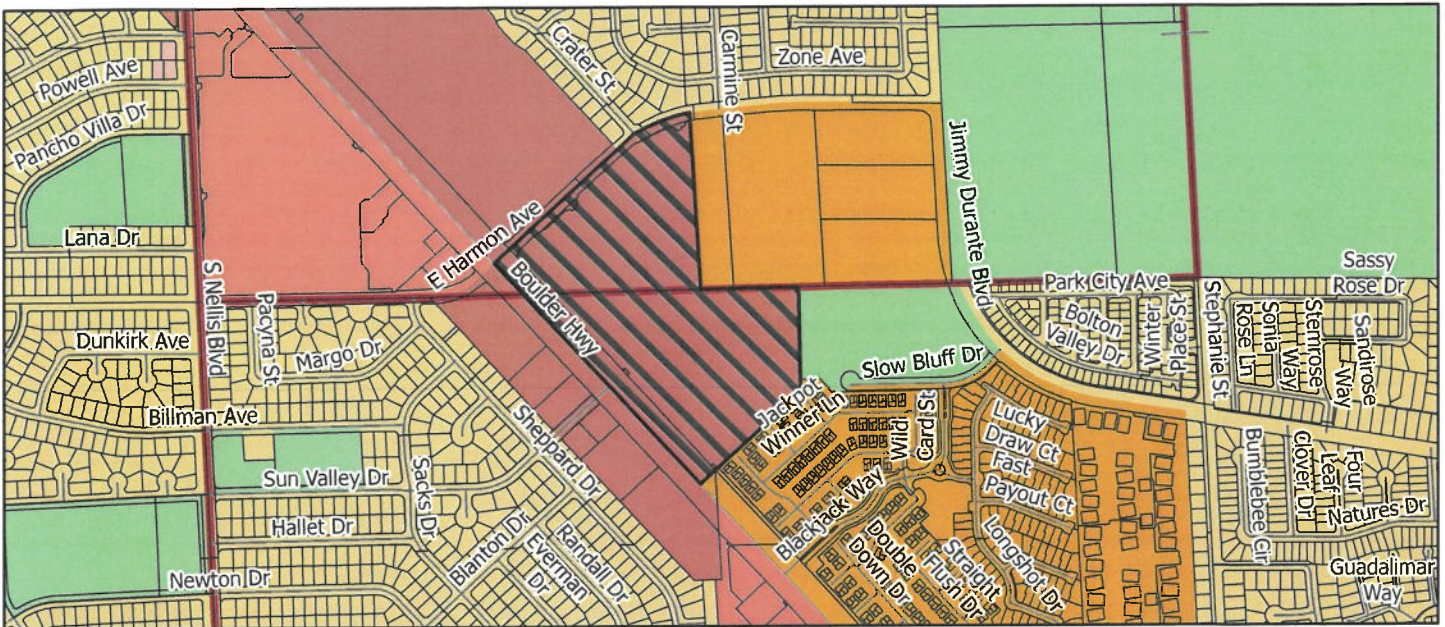 Crater St
Carmine St
Zone Ave
Powell Ave
Pancho Villa Dr
Jimmy Durante Blvd
Lana Dr
E Harmon Ave
S Nellis Blvd
Boulder Hwy
Sassy
Rose Dr
Park City Ave
Pacyna St
Dunkirk Ave
Margo Dr
Bolton
Valley Dr
Winter
Place St
Stephanie St
Sonia
Rose Ln
Stemrose
Way
Sandirose
Way
Slow Bluff Dr
Billman Ave
Jackpot
Winner Ln
Wild
Card St
Lucky
Draw Ct
Fast
Payout Ct
Sheppard Dr
Sun Valley Dr
Sacks Dr
Hallet Dr
Blackjack Way
Bumblebee Cir
Four
Leaf
Clover Dr
Natures Dr
Newton Dr
Blanton Dr
Randall Dr
Everman
Dr
Double
Down Dr
Straight
Flush Dr
Longshot Dr
Guadalimar
Way